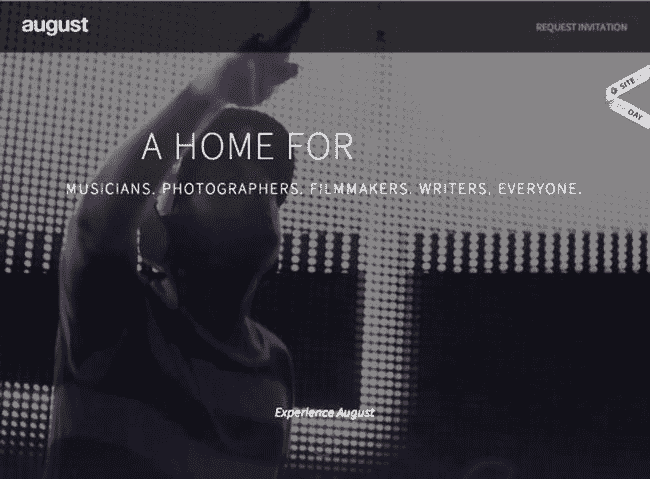 august
REQUEST INVITATION
SITE
DAY
A HOME FOR
MUSICIANS. PHOTOGRAPHERS. FILMMAKERS. WRITERS. EVERYONE.
Experience August